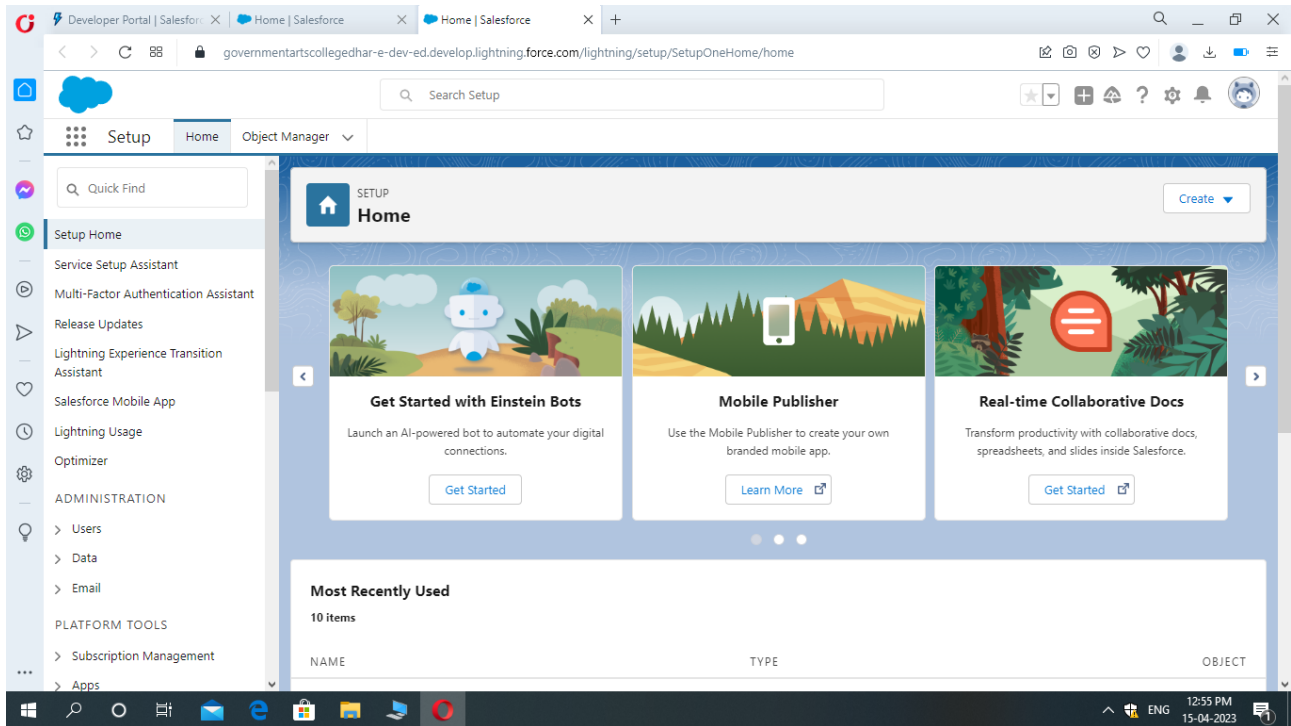 Developer Portal | Salesforc
Home | Salesforce
Home | Salesforce
governmentartscollegedhar-e-dev-ed.develop.lightning.force.com/lightning/setup/SetupOneHome/home
Search Setup
Setup
Home
Object Manager
Quick Find
Setup Home
Service Setup Assistant
Multi-Factor Authentication Assistant
Release Updates
Lightning Experience Transition
Assistant
Salesforce Mobile App
Lightning Usage
Optimizer
ADMINISTRATION
Users
Data
Email
PLATFORM TOOLS
Subscription Management
Apps
SETUP
Home
Create
Get Started with Einstein Bots
Launch an AI-powered bot to automate your digital
connections.
Get Started
Mobile Publisher
Use the Mobile Publisher to create your own
branded mobile app.
Learn More
Real-time Collaborative Docs
Transform productivity with collaborative docs,
spreadsheets, and slides inside Salesforce.
Get Started
Most Recently Used
10 items
NAME TYPE OBJECT
ENG
12:55 PM
15-04-2023
1